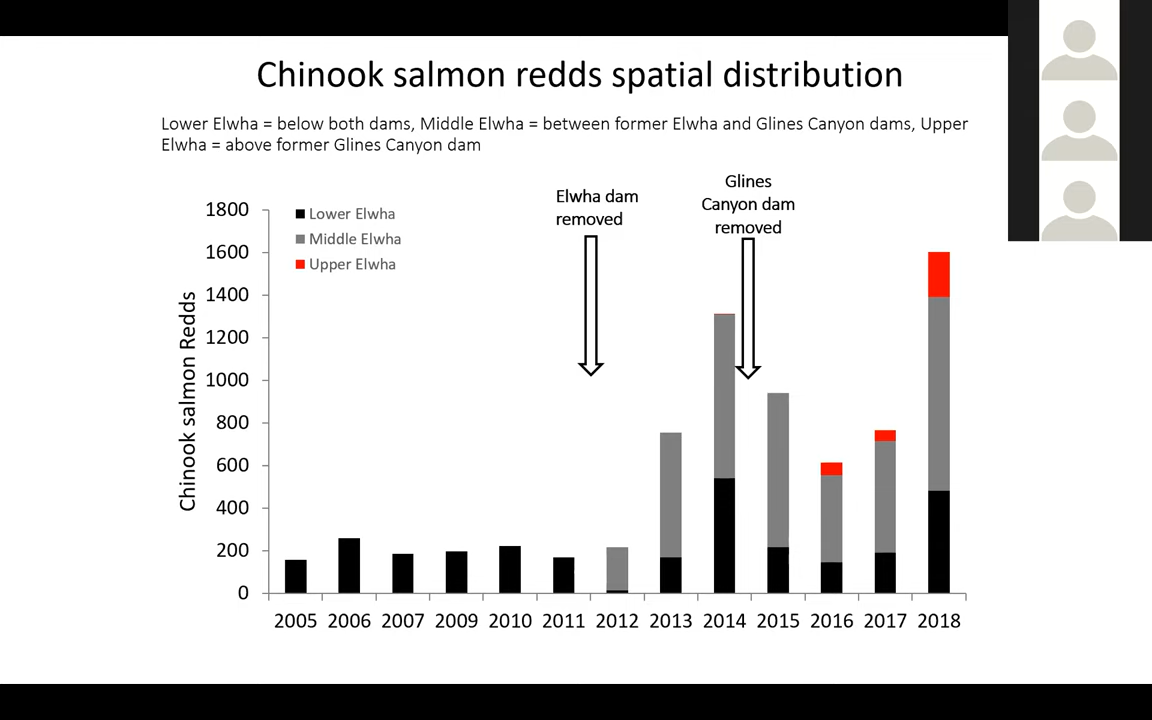 Chinook salmon redds spatial distribution
Lower Elwha = below both dams, Middle Elwha = between former Elwha and Glines Canyon dams, Upper
Elwha = above former Glines Canyon dam
Elwha dam
removed
Glines
Canyon dam
removed
Lower Elwha
Middle Elwha
Upper Elwha
Chinook salmon Redds
1800
1600
1400
1200
1000
800
600
400
200
0
2005 2006 2007 2009 2010 2011 2012 2013 2014 2015 2016 2017 2018